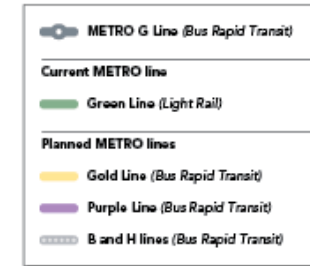 METRO G Line (Bus Rapid Transit)
Current METRO line
Green Line (Light Rail)
Planned METRO lines
Gold Line (Bus Rapid Transit)
Purple Line (Bus Rapid Transit)
B and H lines (Bus Rapid Transit)